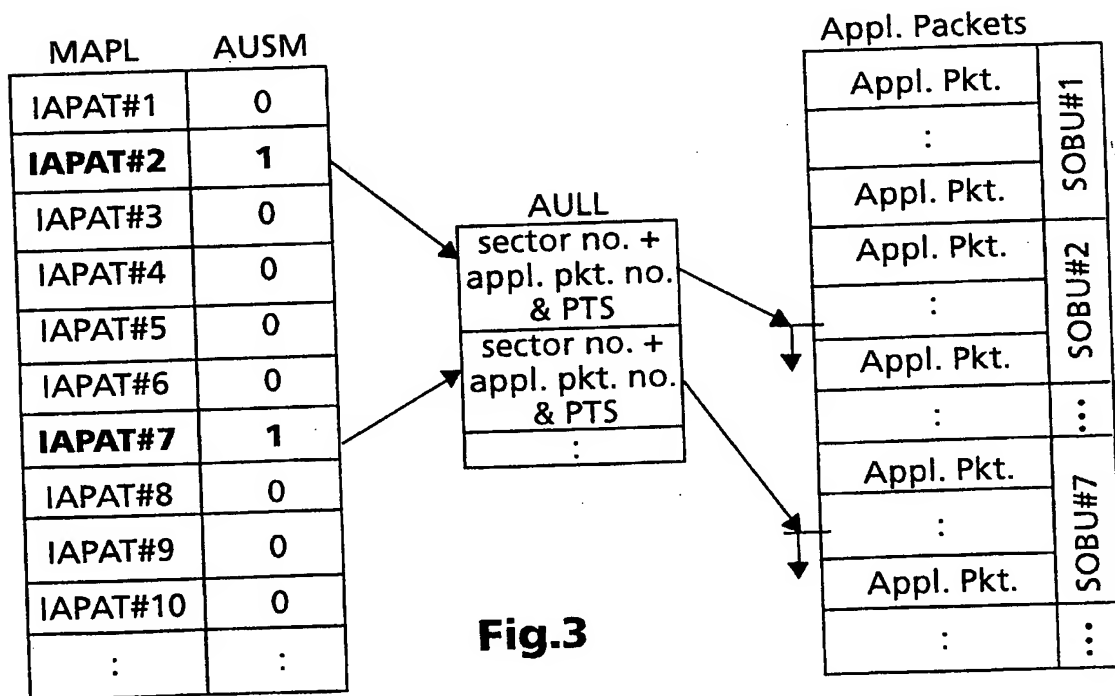 MAPL AUSM
IAPAT#1 0
IAPAT#2 1
IAPAT#3 0
IAPAT#4 0
IAPAT#5 0
IAPAT#6 0
IAPAT#7 1
IAPAT#8 0
IAPAT#9 0
IAPAT#10 0
: :
AULL
sector no. +
appl. pkt. no.
& PTS
sector no. +
appl. pkt. no.
& PTS
:
Appl. Packets
Appl. Pkt.
:
Appl. Pkt.
SOBU#1
Appl. Pkt.
:
Appl. Pkt.
SOBU#2
: ...
Appl. Pkt.
:
Appl. Pkt.
SOBU#7
: ...
Fig.3